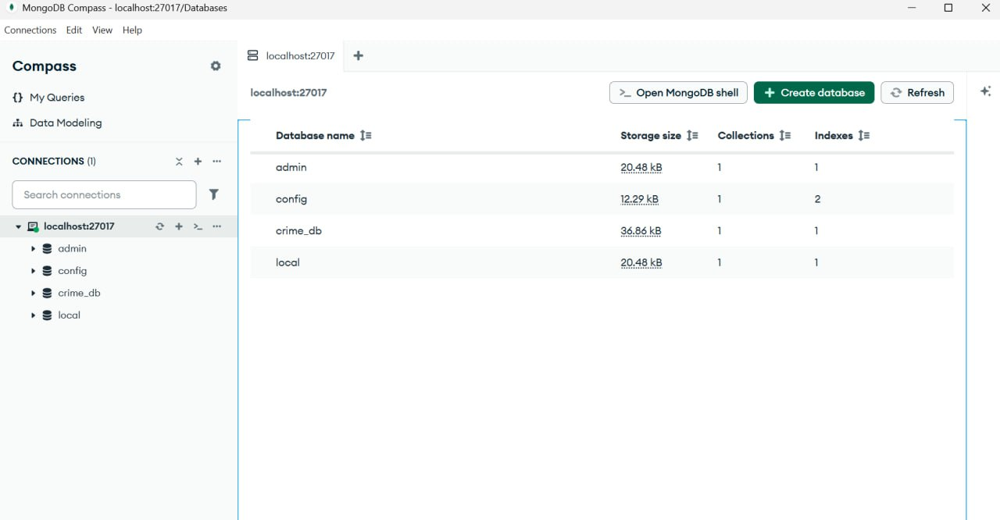 MongoDB Compass - localhost:27017/Databases
Connections Edit View Help
Compass
My Queries
Data Modeling
CONNECTIONS (1)
Search connections
localhost:27017
admin
config
crime_db
local
localhost:27017
localhost:27017
>_ Open MongoDB shell
Create database
Refresh
Database name Storage size Collections Indexes
admin 20.48 kB 1 1
config 12.29 kB 1 2
crime_db 36.86 kB 1 1
local 20.48 kB 1 1